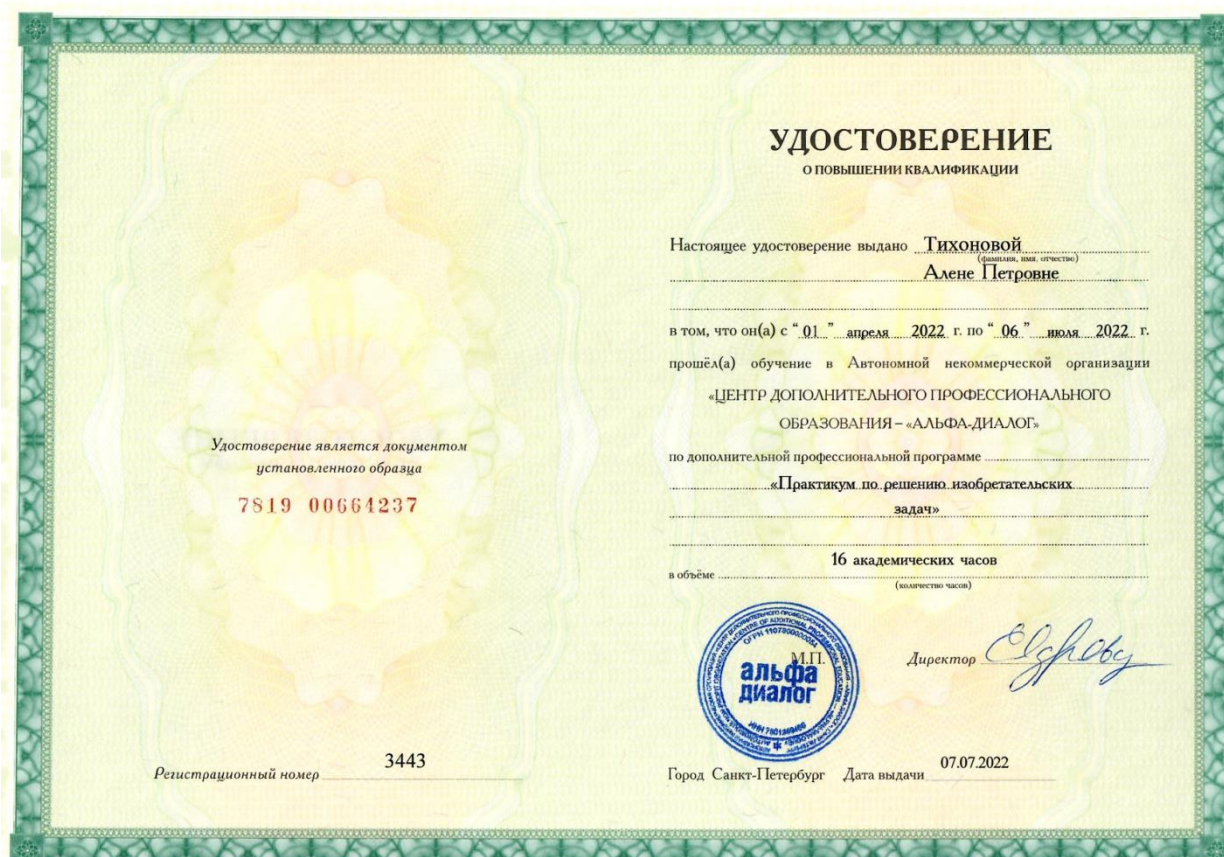 Удостоверение является документом
установленного образца
7819 00664237
Регистрационный номер 3443
УДОСТОВЕРЕНИЕ
О ПОВЫШЕНИИ КВАЛИФИКАЦИИ
Настоящее удостоверение выдано Тихоновой
(фамилия, имя, отчество)
Алене Петровне
в том, что он(а) с “ 01 ” апреля 2022 г. по “ 06 ” июля 2022 г.
прошёл(а) обучение в Автономной некоммерческой организации
«ЦЕНТР ДОПОЛНИТЕЛЬНОГО ПРОФЕССИОНАЛЬНОГО
ОБРАЗОВАНИЯ – «АЛЬФА-ДИАЛОГ»
по дополнительной профессиональной программе
«Практикум по решению изобретательских
задач»
16 академических часов
в объёме
(количество часов)
М.П.
альфа
диалог
Директор
Город Санкт-Петербург Дата выдачи 07.07.2022